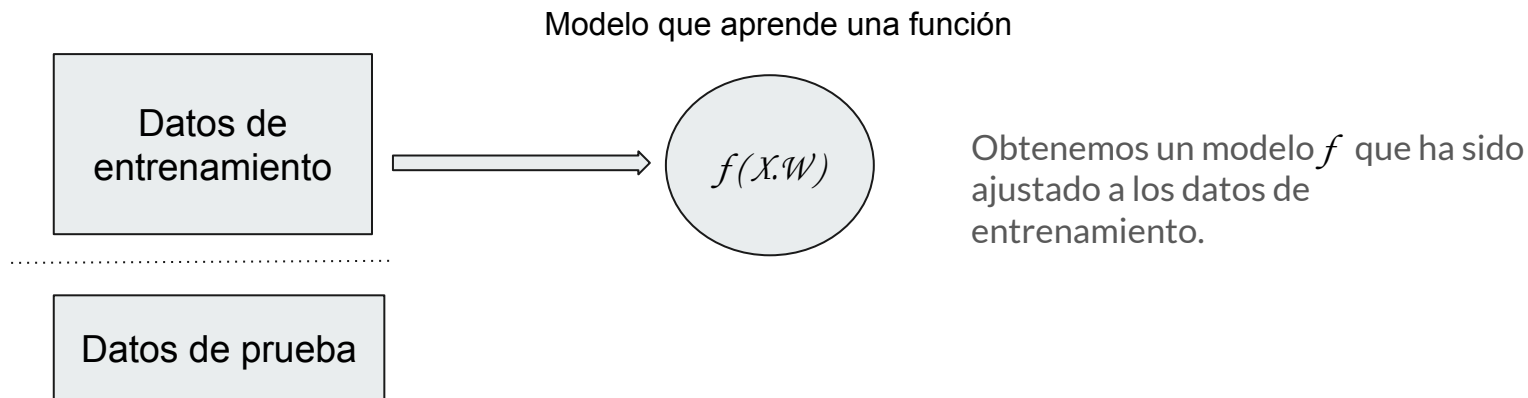 Modelo que aprende una función
Datos de
entrenamiento
f(X.W)
Obtenemos un modelo f que ha sido
ajustado a los datos de
entrenamiento.
Datos de prueba